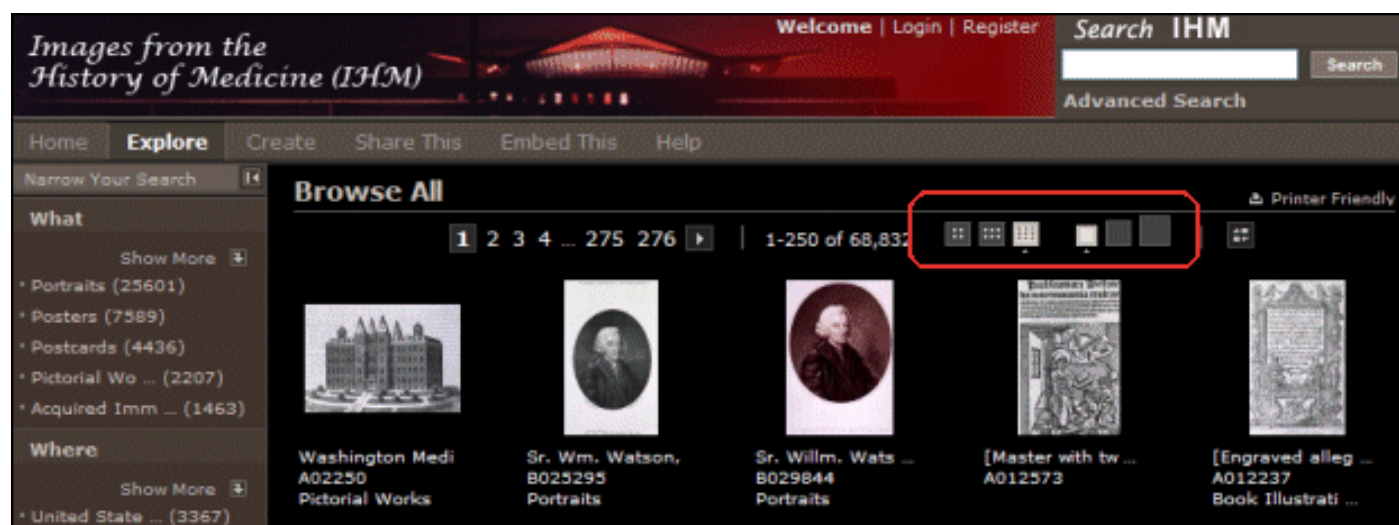 Images from the
History of Medicine (IHM)
Welcome | Login | Register
Search IHM
Search
Advanced Search
Home Explore Create Share This Embed This Help
Narrow Your Search
Browse All
Printer Friendly
What
1 2 3 4 ... 275 276 | 1-250 of 68,832
Show More
Portraits (25601)
Posters (7589)
Postcards (4436)
Pictorial Wo ... (2207)
Acquired Imm ... (1463)
Where
Show More
United State ... (3367)
Washington Medi
A02250
Pictorial Works
Sr. Wm. Watson,
B025295
Portraits
Sr. Willm. Wats ...
B029844
Portraits
[Master with tw ...
A012573
[Engraved alleg ...
A012237
Book Illustrati ...